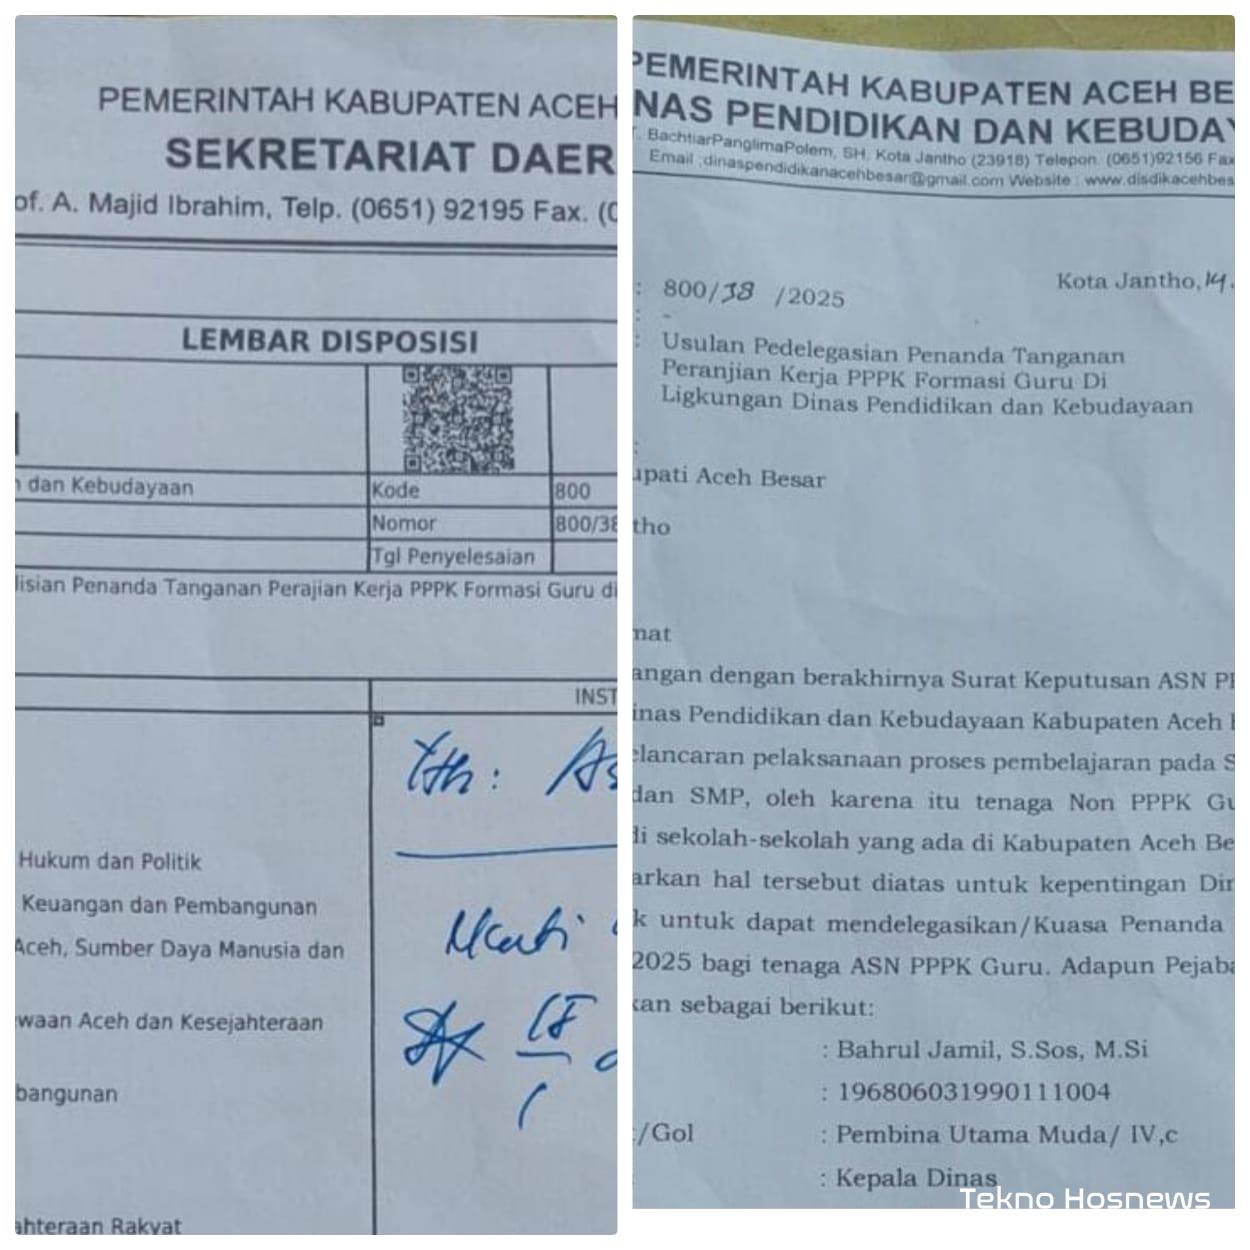 PEMERINTAH KABUPATEN ACEH
SEKRETARIAT DAER
of. A. Majid Ibrahim, Telp. (0651) 92195 Fax. (0
LEMBAR DISPOSISI
dan Kebudayaan
Kode
800
Nomor
800/38
Tgl Penyelesaian
lisian Penanda Tanganan Perajian Kerja PPPK Formasi Guru di
INST
Yth: As
Hukum dan Politik
Keuangan dan Pembangunan
Aceh, Sumber Daya Manusia dan
waan Aceh dan Kesejahteraan
bangunan
ahteraan Rakyat
PEMERINTAH KABUPATEN ACEH BE
NAS PENDIDIKAN DAN KEBUDAY
T. BachtiarPanglimaPolem, SH. Kota Jantho (23918) Telepon. (0651)92156 Fax
Email :dinaspendidikanacehbesar@gmail.com Website : www.disdikacehbes
Kota Jantho, 14.
: 800/38 /2025
: -
: Usulan Pedelegasian Penanda Tanganan
Peranjian Kerja PPPK Formasi Guru Di
Ligkungan Dinas Pendidikan dan Kebudayaan
:
upati Aceh Besar
tho
mat
angan dengan berakhirnya Surat Keputusan ASN PP
inas Pendidikan dan Kebudayaan Kabupaten Aceh B
elancaran pelaksanaan proses pembelajaran pada S
dan SMP, oleh karena itu tenaga Non PPPK Gu
di sekolah-sekolah yang ada di Kabupaten Aceh Be
arkan hal tersebut diatas untuk kepentingan Din
k untuk dapat mendelegasikan/Kuasa Penanda
2025 bagi tenaga ASN PPPK Guru. Adapun Pejaba
kan sebagai berikut:
: Bahrul Jamil, S.Sos, M.Si
: 196806031990111004
/Gol : Pembina Utama Muda/ IV,c
: Kepala Dinas
Tekno Hosnews